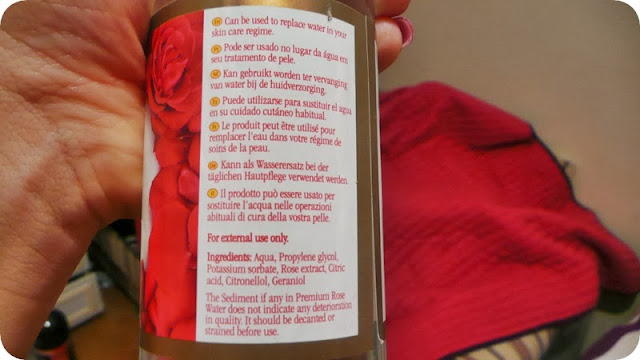 Can be used to replace water in your
skin care regime.
Pode ser usado no lugar da água em
seu tratamento de pele.
Kan gebruikt worden ter vervanging
van water bij de huidverzorging.
Puede utilizarse para sustituir el agua
en su cuidado cutáneo habitual.
Le produit peut être utilisé pour
remplacer l'eau dans votre régime de
soins de la peau.
Kann als Wasserersatz bei der
täglichen Hautpflege verwendet werden.
Il prodotto può essere usato per
sostituire l'acqua nelle operazioni
abituali di cura della vostra pelle.
For external use only.
Ingredients: Aqua, Propylene glycol,
Potassium sorbate, Rose extract, Citric
acid, Citronellol, Geraniol
The Sediment if any in Premium Rose
Water does not indicate any deterioration
in quality. It should be decanted or
strained before use.